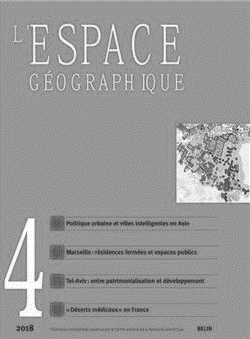 L'ESPACE
GÉOGRAPHIQUE
Politique urbaine et villes intelligentes en Asie
Marseille : résidences fermées et espaces publics
4
Tel-Aviv : entre patrimonialisation et développement
« Déserts médicaux » en France
2018
BELIN